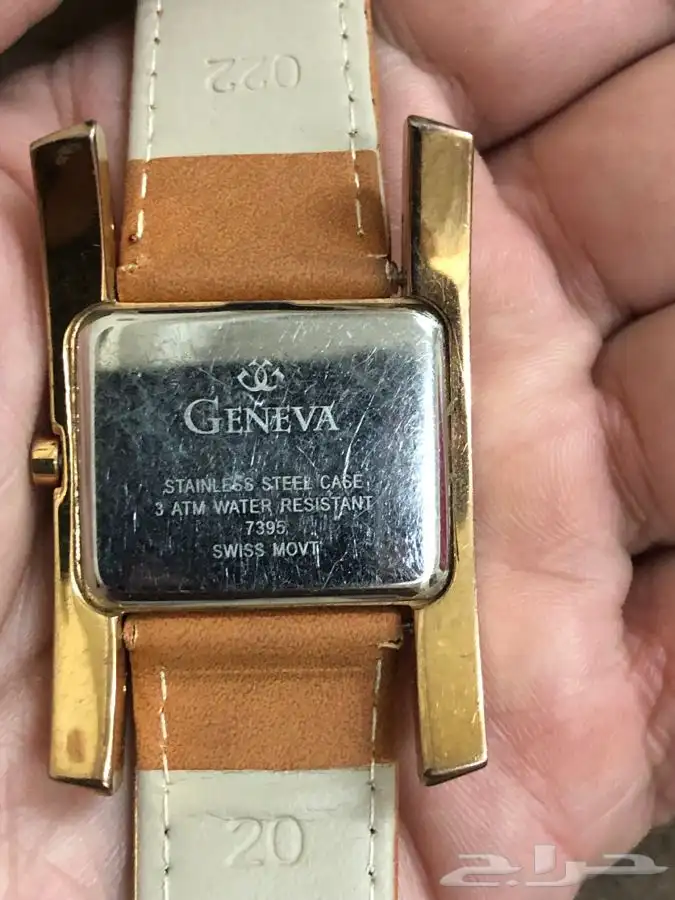 022
GENEVA
STAINLESS STEEL CASE
3 ATM WATER RESISTANT
7395
SWISS MOVT
20
حراج